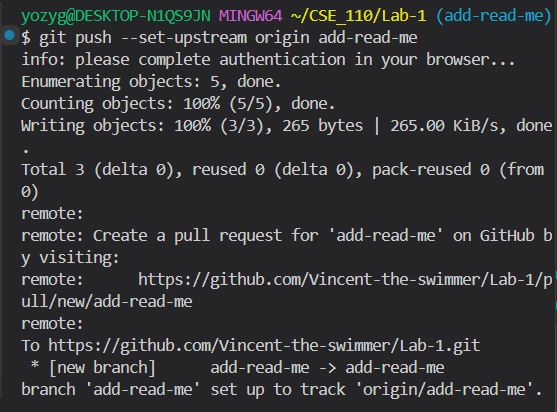 yozyg@DESKTOP-N1QS9JN MINGW64 ~/CSE_110/Lab-1 (add-read-me)
$ git push --set-upstream origin add-read-me
info: please complete authentication in your browser...
Enumerating objects: 5, done.
Counting objects: 100% (5/5), done.
Writing objects: 100% (3/3), 265 bytes | 265.00 KiB/s, done
.
Total 3 (delta 0), reused 0 (delta 0), pack-reused 0 (from
0)
remote:
remote: Create a pull request for 'add-read-me' on GitHub b
y visiting:
remote:      https://github.com/Vincent-the-swimmer/Lab-1/p
ull/new/add-read-me
remote:
To https://github.com/Vincent-the-swimmer/Lab-1.git
 * [new branch]      add-read-me -> add-read-me
branch 'add-read-me' set up to track 'origin/add-read-me'.